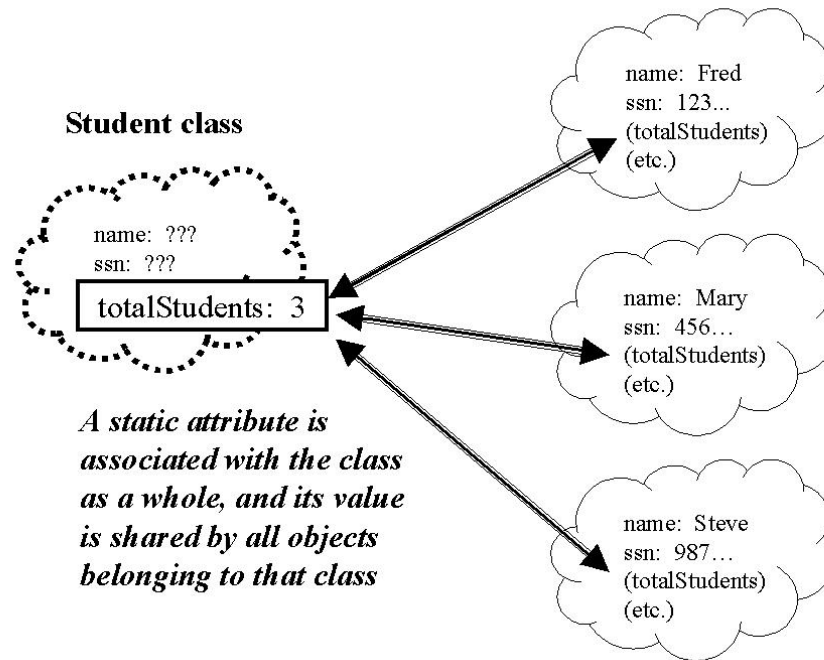 Student class
name: ???
ssn: ???
totalStudents: 3
A static attribute is
associated with the class
as a whole, and its value
is shared by all objects
belonging to that class
name: Fred
ssn: 123...
(totalStudents)
(etc.)
name: Mary
ssn: 456...
(totalStudents)
(etc.)
name: Steve
ssn: 987...
(totalStudents)
(etc.)